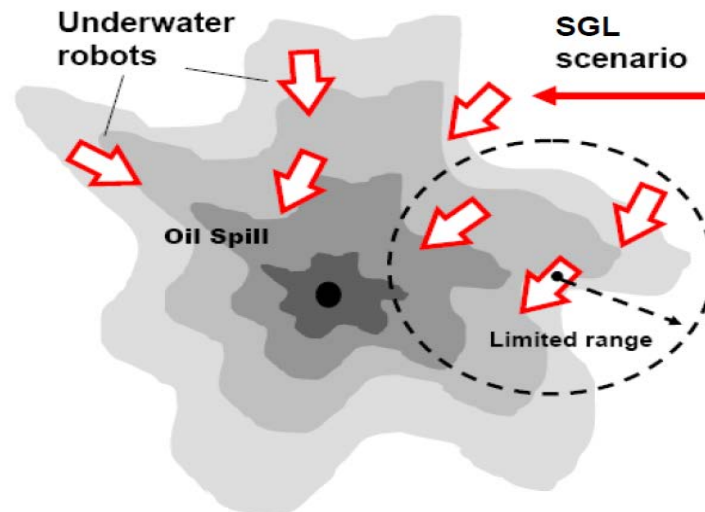 Underwater
robots
SGL
scenario
Oil Spill
Limited range